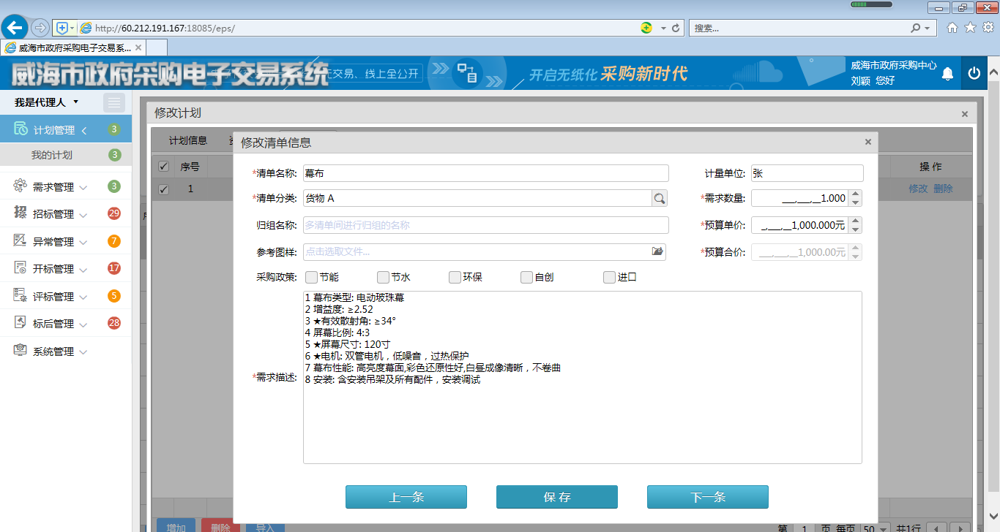 http://60.212.191.167:18085/eps/
搜索...
威海市政府采购电子交易系...
威海市政府采购电子交易系统
交易、线上全公开
开启无纸化 采购新时代
威海市政府采购中心
刘颖 您好
我是代理人
计划管理 3
我的计划 3
需求管理 3
招标管理 29
异常管理 7
开标管理 17
评标管理 5
标后管理 28
系统管理
修改计划
计划信息
序号
操 作
1
修改 删除
修改清单信息
*清单名称: 幕布
计量单位: 张
*清单分类: 货物 A
*需求数量: ___,___,__1.000
归组名称: 多清单间进行归组的名称
*预算单价: _,___,__1,000.000元
参考图样: 点击选取文件...
*预算合价: ___,___,__1,000.00元
采购政策: 节能 节水 环保 自创 进口
*需求描述:
1 幕布类型: 电动玻珠幕
2 增益度: ≥2.52
3 ★有效散射角: ≥34°
4 屏幕比例: 4:3
5 ★屏幕尺寸: 120寸
6 ★电机: 双管电机，低噪音，过热保护
7 幕布性能: 高亮度幕面,彩色还原性好,白昼成像清晰，不卷曲
8 安装: 含安装吊架及所有配件，安装调试
上一条
保 存
下一条
增加 删除 导入
第 1 页 每页 50 共1行